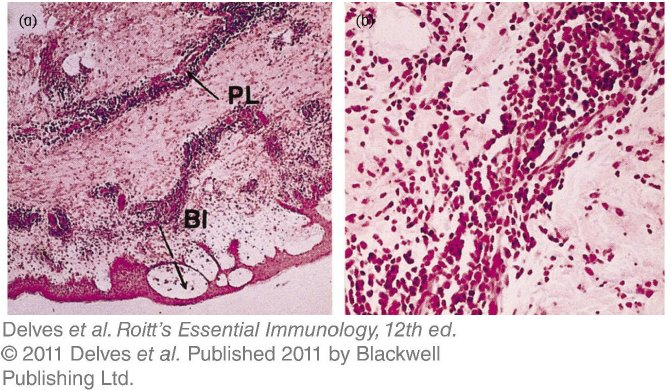 (a)
(b)
PL
Bl
Delves et al. Roitt's Essential Immunology, 12th ed.
© 2011 Delves et al. Published 2011 by Blackwell
Publishing Ltd.